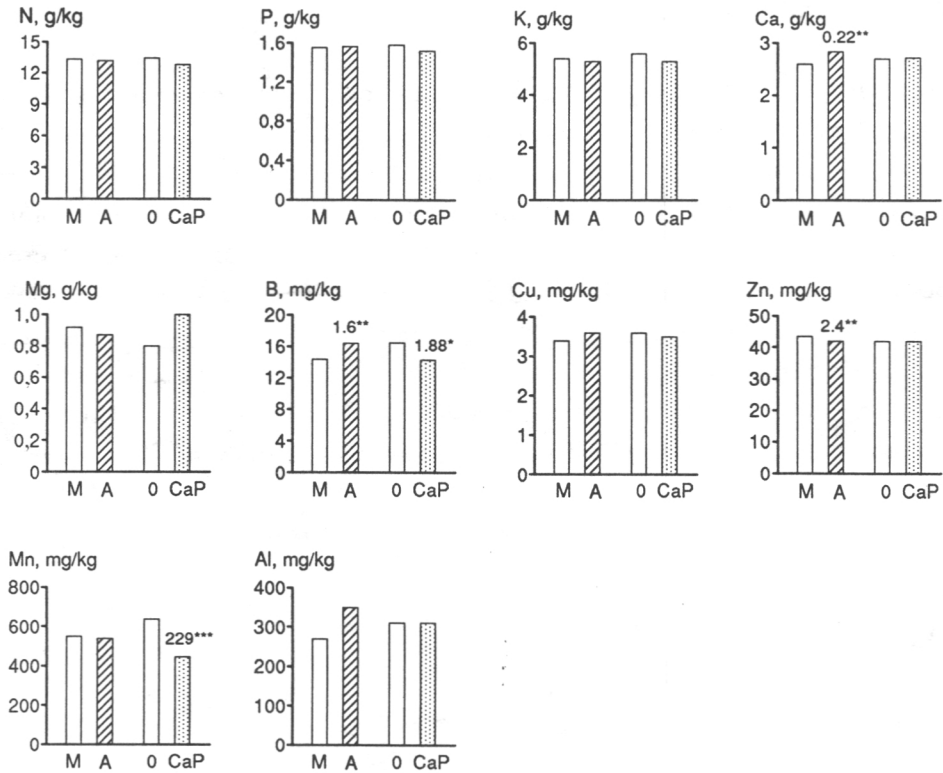 N, g/kg
15
12
9
6
3
0
M A 0 CaP
P, g/kg
1.6
1.2
0,8
0,4
0
M A 0 CaP
K, g/kg
6
4
2
0
M A 0 CaP
Ca, g/kg
0.22**
3
2
1
0
M A 0 CaP
Mg, g/kg
1,0
0,8
0,6
0,4
0,2
0
M A 0 CaP
B, mg/kg
20
16
12
8
4
0
1.6**
1.88*
M A 0 CaP
Cu, mg/kg
4
3
2
1
0
M A 0 CaP
Zn, mg/kg
50
40
30
20
10
0
2.4**
M A 0 CaP
Mn, mg/kg
800
600
400
200
0
229***
M A 0 CaP
Al, mg/kg
400
300
200
100
0
M A 0 CaP